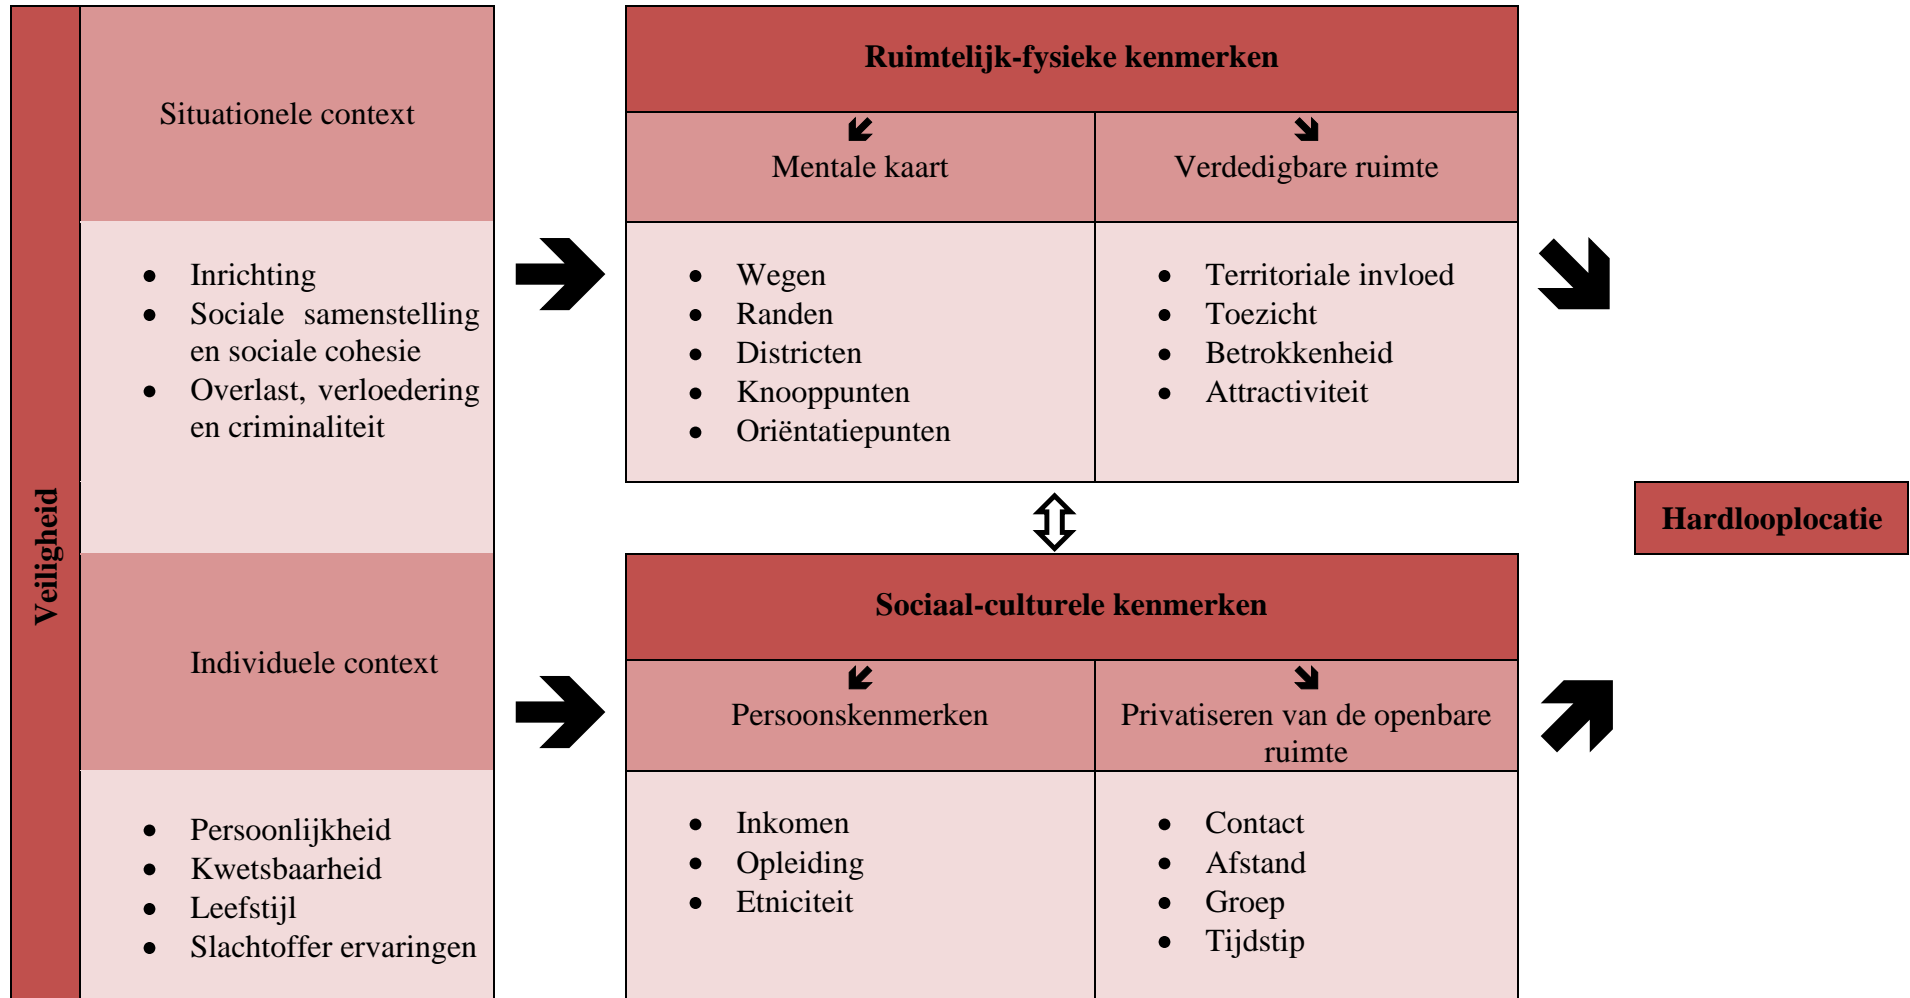 Veiligheid
Situationele context
• Inrichting
• Sociale samenstelling
en sociale cohesie
• Overlast, verloedering
en criminaliteit
Individuele context
• Persoonlijkheid
• Kwetsbaarheid
• Leefstijl
• Slachtoffer ervaringen
Ruimtelijk-fysieke kenmerken
Mentale kaart
• Wegen
• Randen
• Districten
• Knooppunten
• Oriëntatiepunten
Verdedigbare ruimte
• Territoriale invloed
• Toezicht
• Betrokkenheid
• Attractiviteit
Sociaal-culturele kenmerken
Persoonskenmerken
• Inkomen
• Opleiding
• Etniciteit
Privatiseren van de openbare
ruimte
• Contact
• Afstand
• Groep
• Tijdstip
Hardlooplocatie